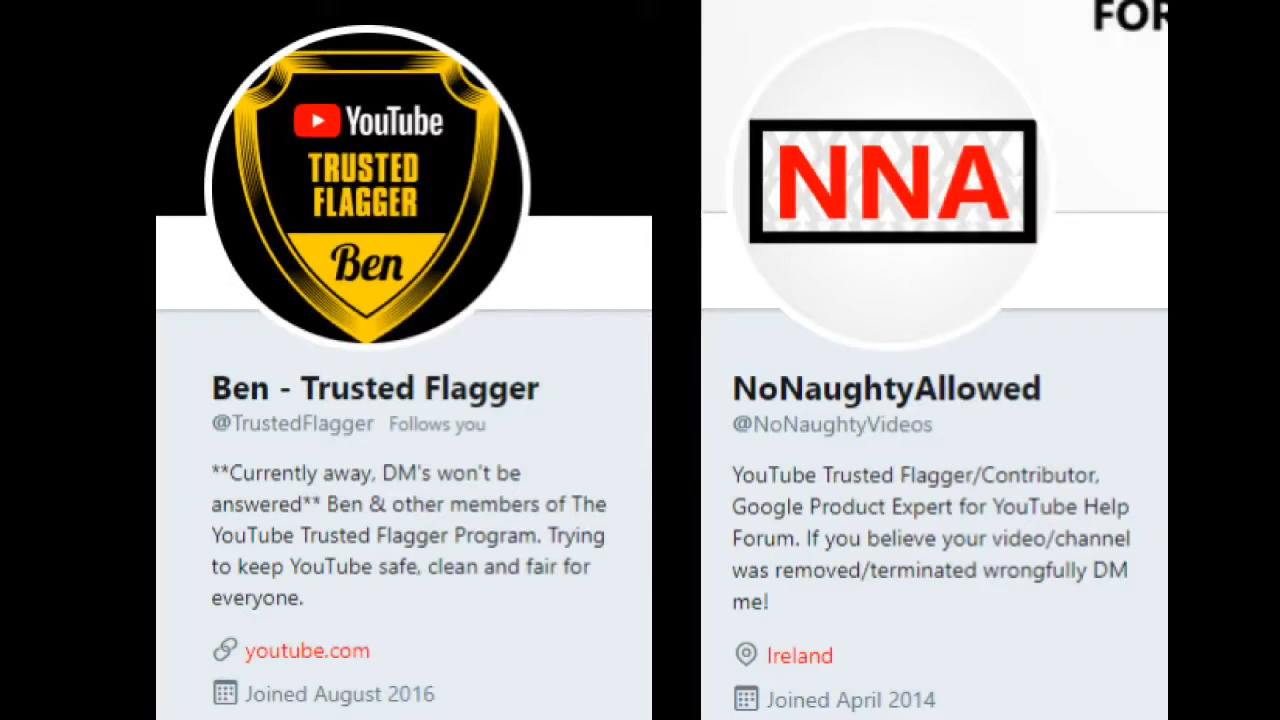 YouTube
TRUSTED
FLAGGER
Ben
Ben - Trusted Flagger
@TrustedFlagger Follows you
**Currently away, DM's won't be
answered** Ben & other members of The
YouTube Trusted Flagger Program. Trying
to keep YouTube safe, clean and fair for
everyone.
youtube.com
Joined August 2016
FOR
NNA
NoNaughtyAllowed
@NoNaughtyVideos
YouTube Trusted Flagger/Contributor,
Google Product Expert for YouTube Help
Forum. If you believe your video/channel
was removed/terminated wrongfully DM
me!
Ireland
Joined April 2014